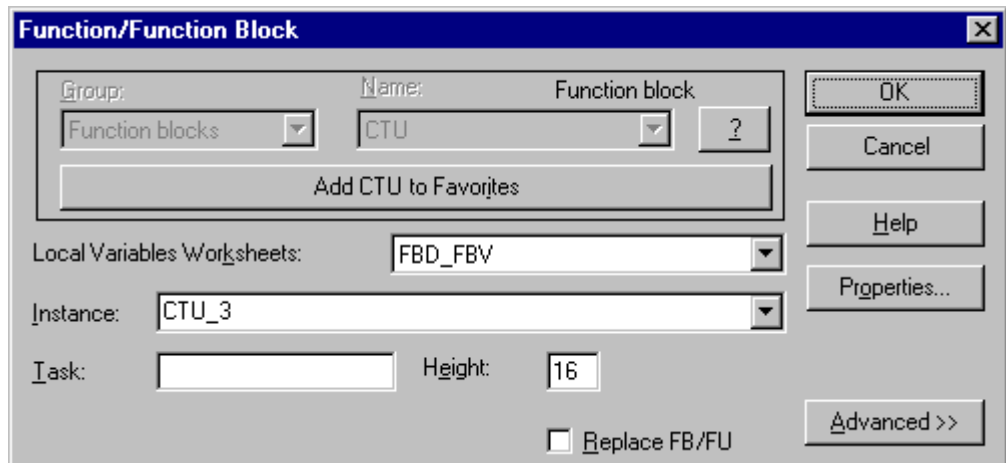 Function/Function Block
Group: Name: Function block
Function blocks CTU ?
Add CTU to Favorites
OK
Cancel
Local Variables Worksheets: FBD_FBV
Help
Instance: CTU_3
Properties...
Task: Height: 16
Replace FB/FU
Advanced >>